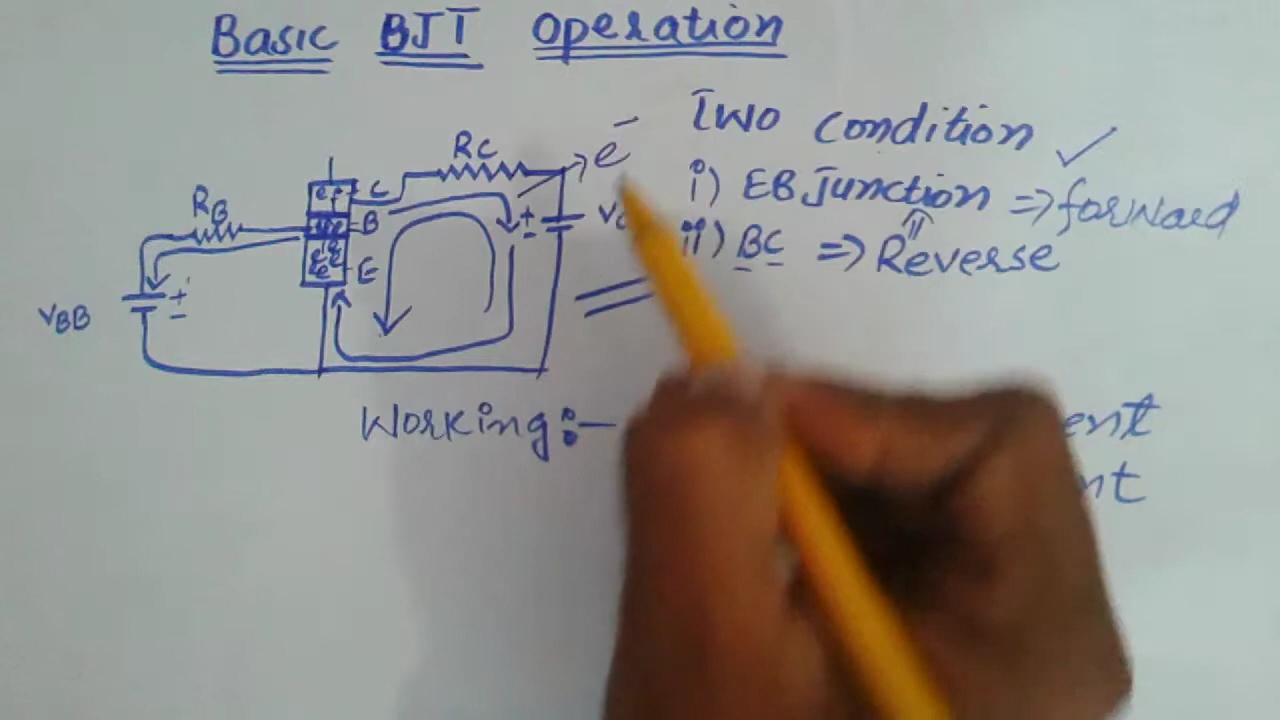 Basic BJT Operation
Two Condition ✓
i) EB Junction ⇒ forward
ii) BC ⇒ Reverse
RC
e⁻
RB
C
B
E
+
-
+
-
VBB
Working :-